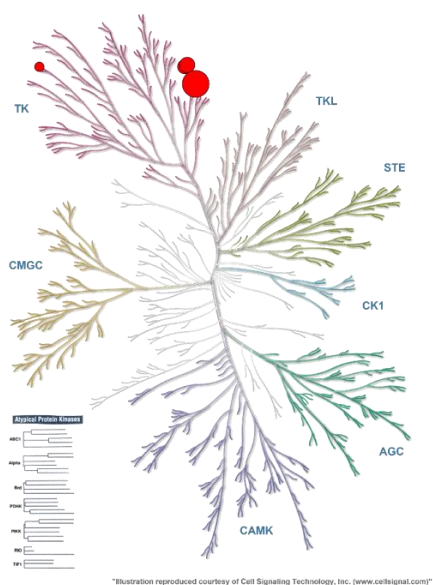 TK
TKL
STE
CMGC
CK1
AGC
CAMK
Atypical Protein Kinases
ABC1
Alpha
Brd
PDHK
PIKK
RIO
TIF1
"Illustration reproduced courtesy of Cell Signaling Technology, Inc. (www.cellsignal.com)"